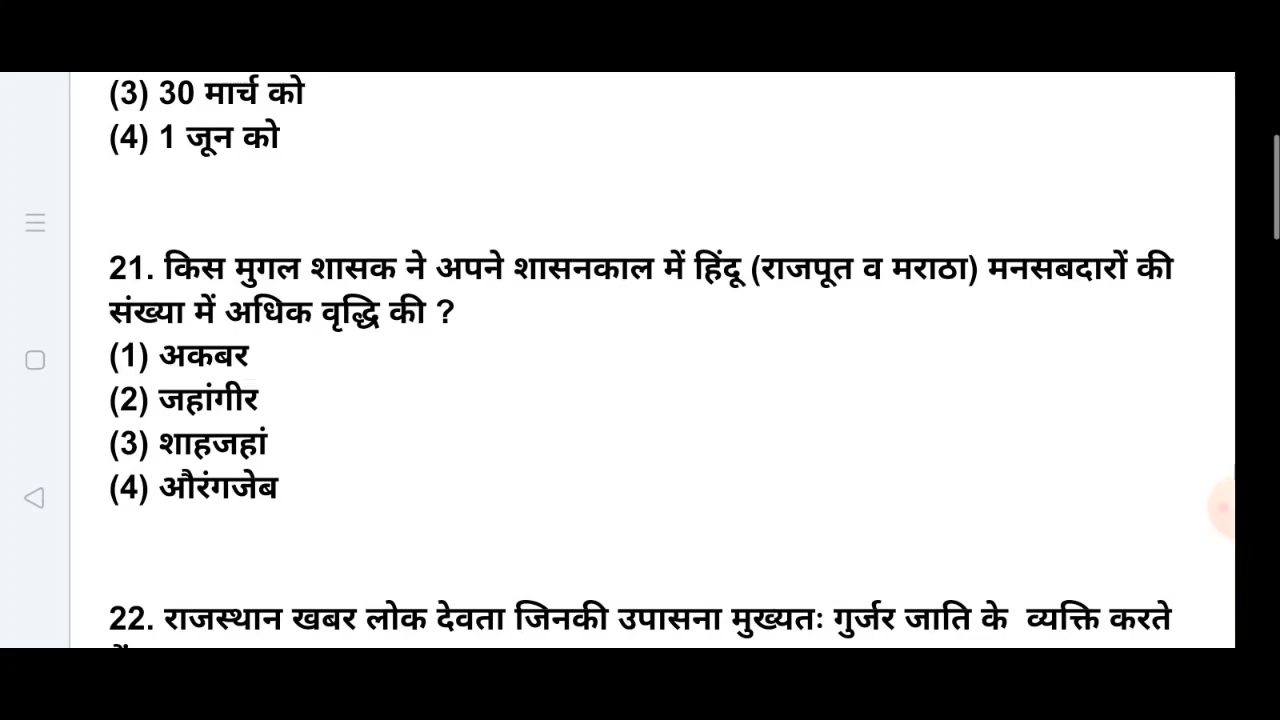 (3) 30 मार्च को
(4) 1 जून को
21. किस मुगल शासक ने अपने शासनकाल में हिंदू (राजपूत व मराठा) मनसबदारों की
संख्या में अधिक वृद्धि की ?
(1) अकबर
(2) जहांगीर
(3) शाहजहां
(4) औरंगजेब
22. राजस्थान खबर लोक देवता जिनकी उपासना मुख्यतः गुर्जर जाति के व्यक्ति करते